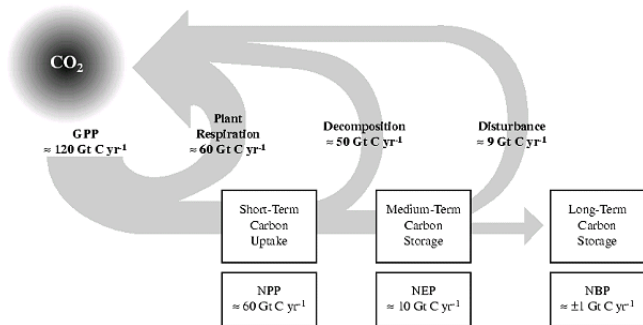 CO₂
GPP
≈ 120 Gt C yr⁻¹
Plant
Respiration
≈ 60 Gt C yr⁻¹
Decomposition
≈ 50 Gt C yr⁻¹
Disturbance
≈ 9 Gt C yr⁻¹
Short-Term
Carbon
Uptake
Medium-Term
Carbon
Storage
Long-Term
Carbon
Storage
NPP
≈ 60 Gt C yr⁻¹
NEP
≈ 10 Gt C yr⁻¹
NBP
≈ ±1 Gt C yr⁻¹